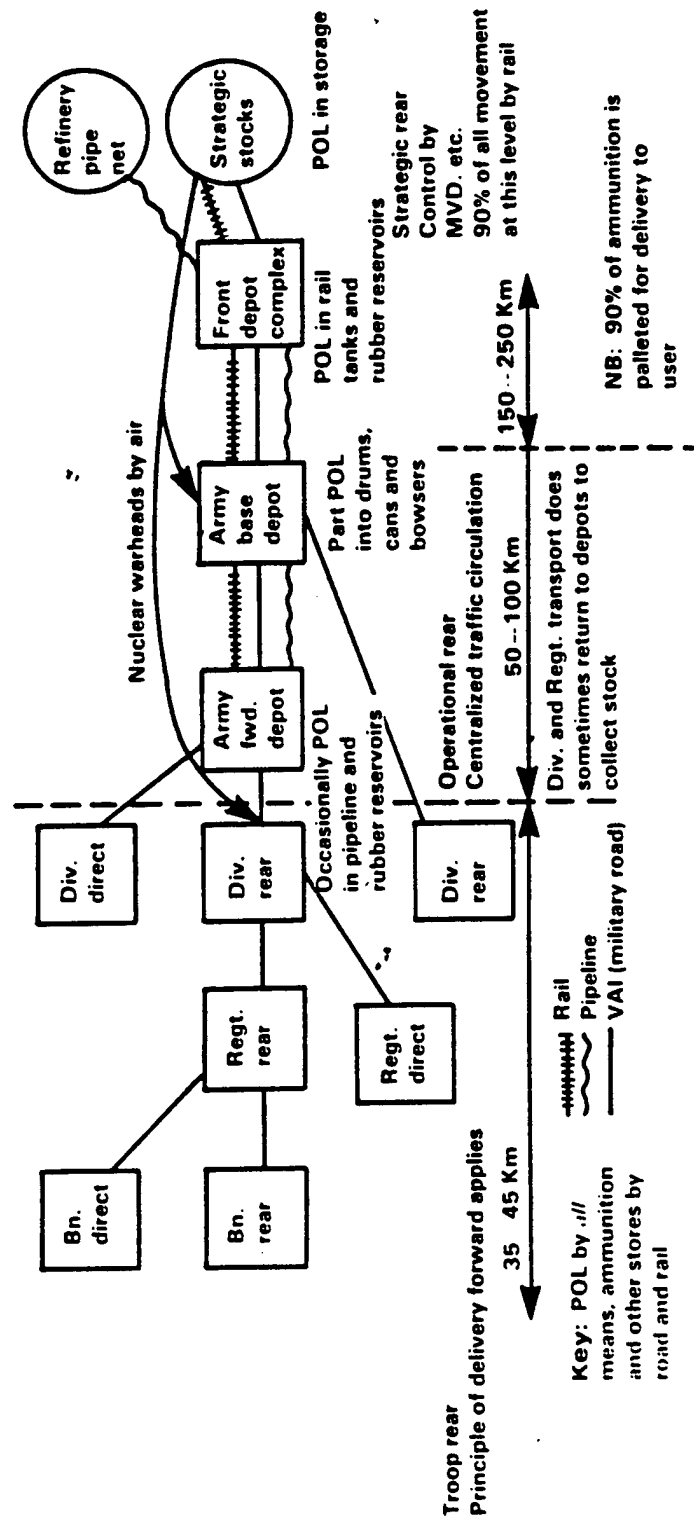 Refinery
pipe
net
Strategic
stocks
POL in storage
Strategic rear
Control by
MVD. etc.
90% of all movement
at this level by rail
Nuclear warheads by air
Front
depot
complex
POL in rail
tanks and
rubber reservoirs
150 -- 250 Km
NB: 90% of ammunition is
palleted for delivery to
user
Army
base
depot
Part POL
into drums,
cans and
bowsers
Army
fwd.
depot
Occasionally POL
in pipeline and
rubber reservoirs
Operational rear
Centralized traffic circulation
50--100 Km
Div. and Regt. transport does
sometimes return to depots to
collect stock
Div.
direct
Div.
rear
Div.
rear
Regt.
rear
Regt.
direct
Bn.
direct
Bn.
rear
Troop rear
Principle of delivery forward applies
35 45 Km
Key: POL by all
means, ammunition
and other stores by
road and rail
Rail
Pipeline
VAI (military road)